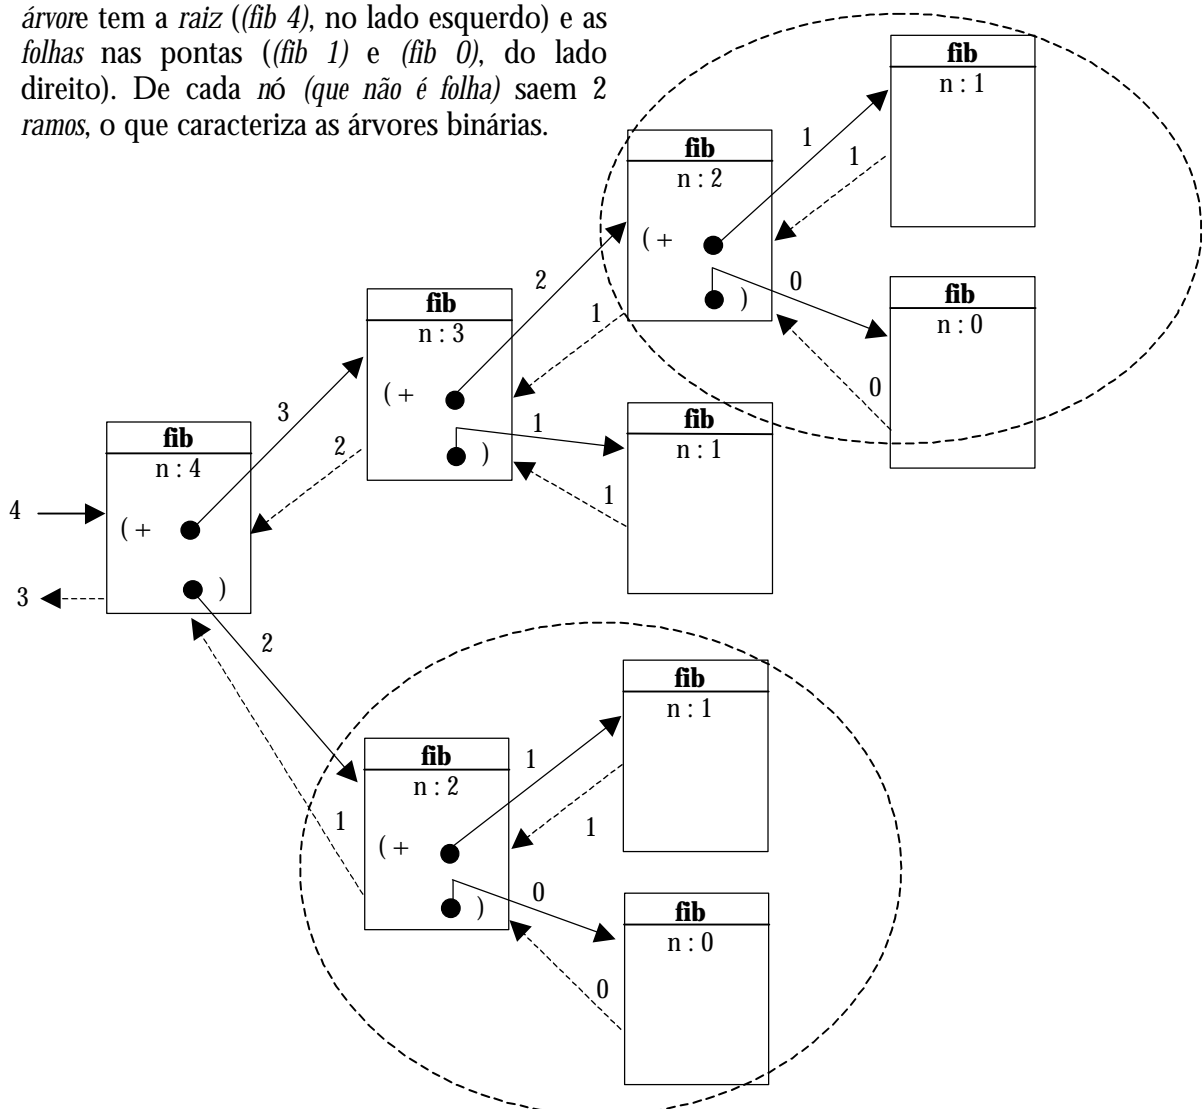 árvore tem a raiz ((fib 4), no lado esquerdo) e as
folhas nas pontas ((fib 1) e (fib 0), do lado
direito). De cada nó (que não é folha) saem 2
ramos, o que caracteriza as árvores binárias.
fib
n : 1
1
1
fib
n : 2
( +
)
0
fib
n : 0
0
2
1
fib
n : 3
( +
)
1
fib
n : 1
1
3
2
fib
n : 4
4
( +
)
3
2
1
fib
n : 1
1
1
fib
n : 2
( +
)
0
fib
n : 0
0